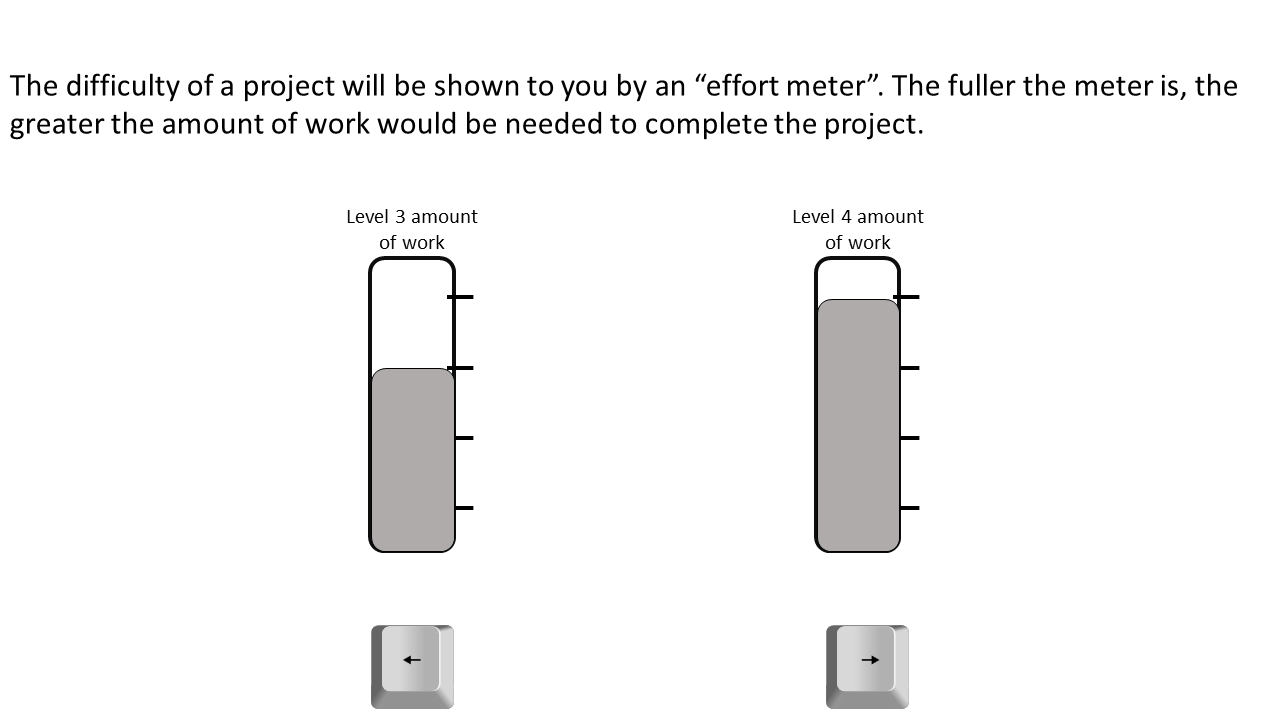 The difficulty of a project will be shown to you by an “effort meter”. The fuller the meter is, the
greater the amount of work would be needed to complete the project.
Level 3 amount
of work
Level 4 amount
of work
←
→